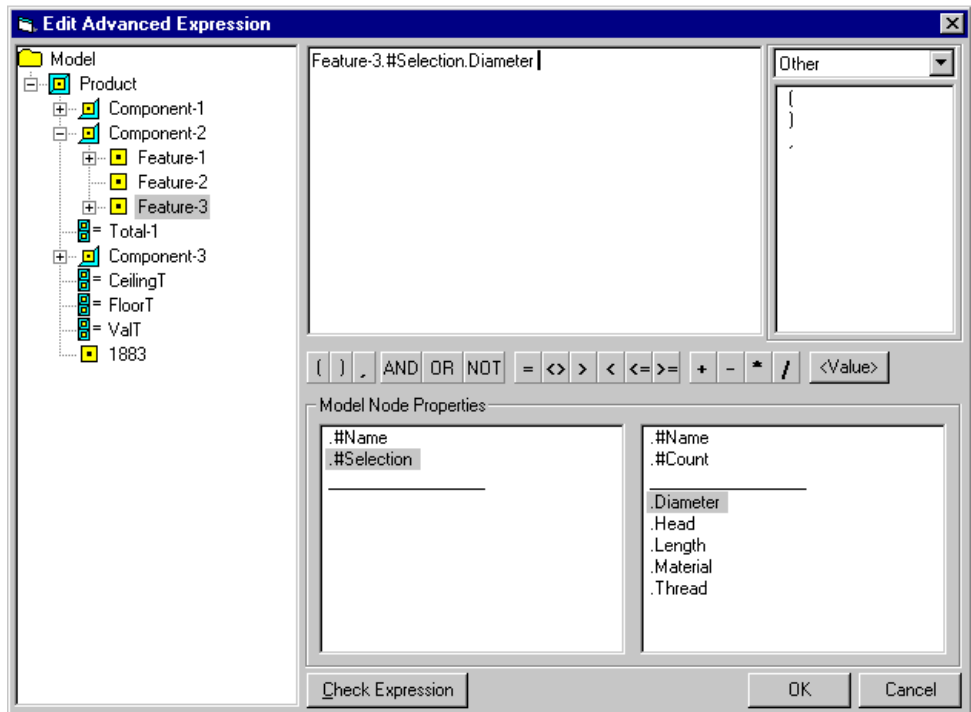 Edit Advanced Expression
Model
Product
Component-1
Component-2
Feature-1
Feature-2
Feature-3
= Total-1
Component-3
= CeilingT
= FloorT
= ValT
1883
Feature-3.#Selection.Diameter
Other
(
)
,
( ) , AND OR NOT = <> > < <= >= + - * / <Value>
Model Node Properties
.#Name
.#Selection
.#Name
.#Count
.Diameter
.Head
.Length
.Material
.Thread
Check Expression OK Cancel